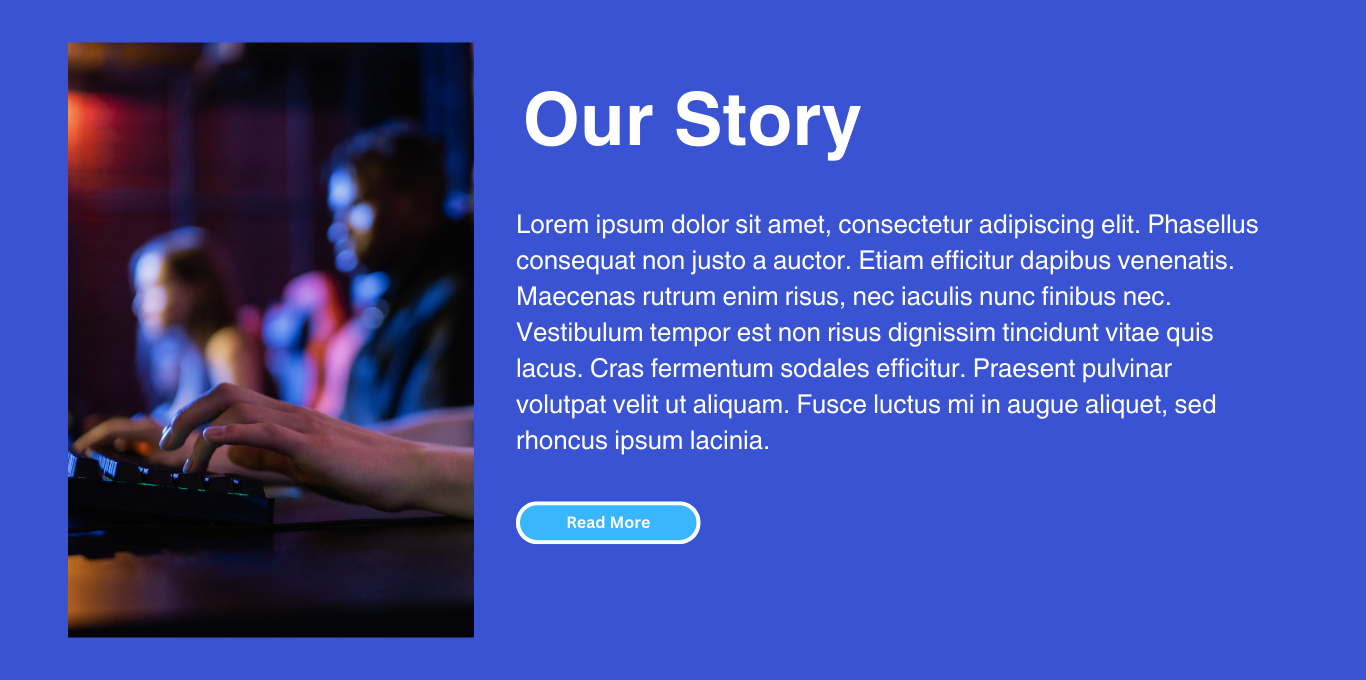 Our Story
Lorem ipsum dolor sit amet, consectetur adipiscing elit. Phasellus
consequat non justo a auctor. Etiam efficitur dapibus venenatis.
Maecenas rutrum enim risus, nec iaculis nunc finibus nec.
Vestibulum tempor est non risus dignissim tincidunt vitae quis
lacus. Cras fermentum sodales efficitur. Praesent pulvinar
volutpat velit ut aliquam. Fusce luctus mi in augue aliquet, sed
rhoncus ipsum lacinia.
Read More